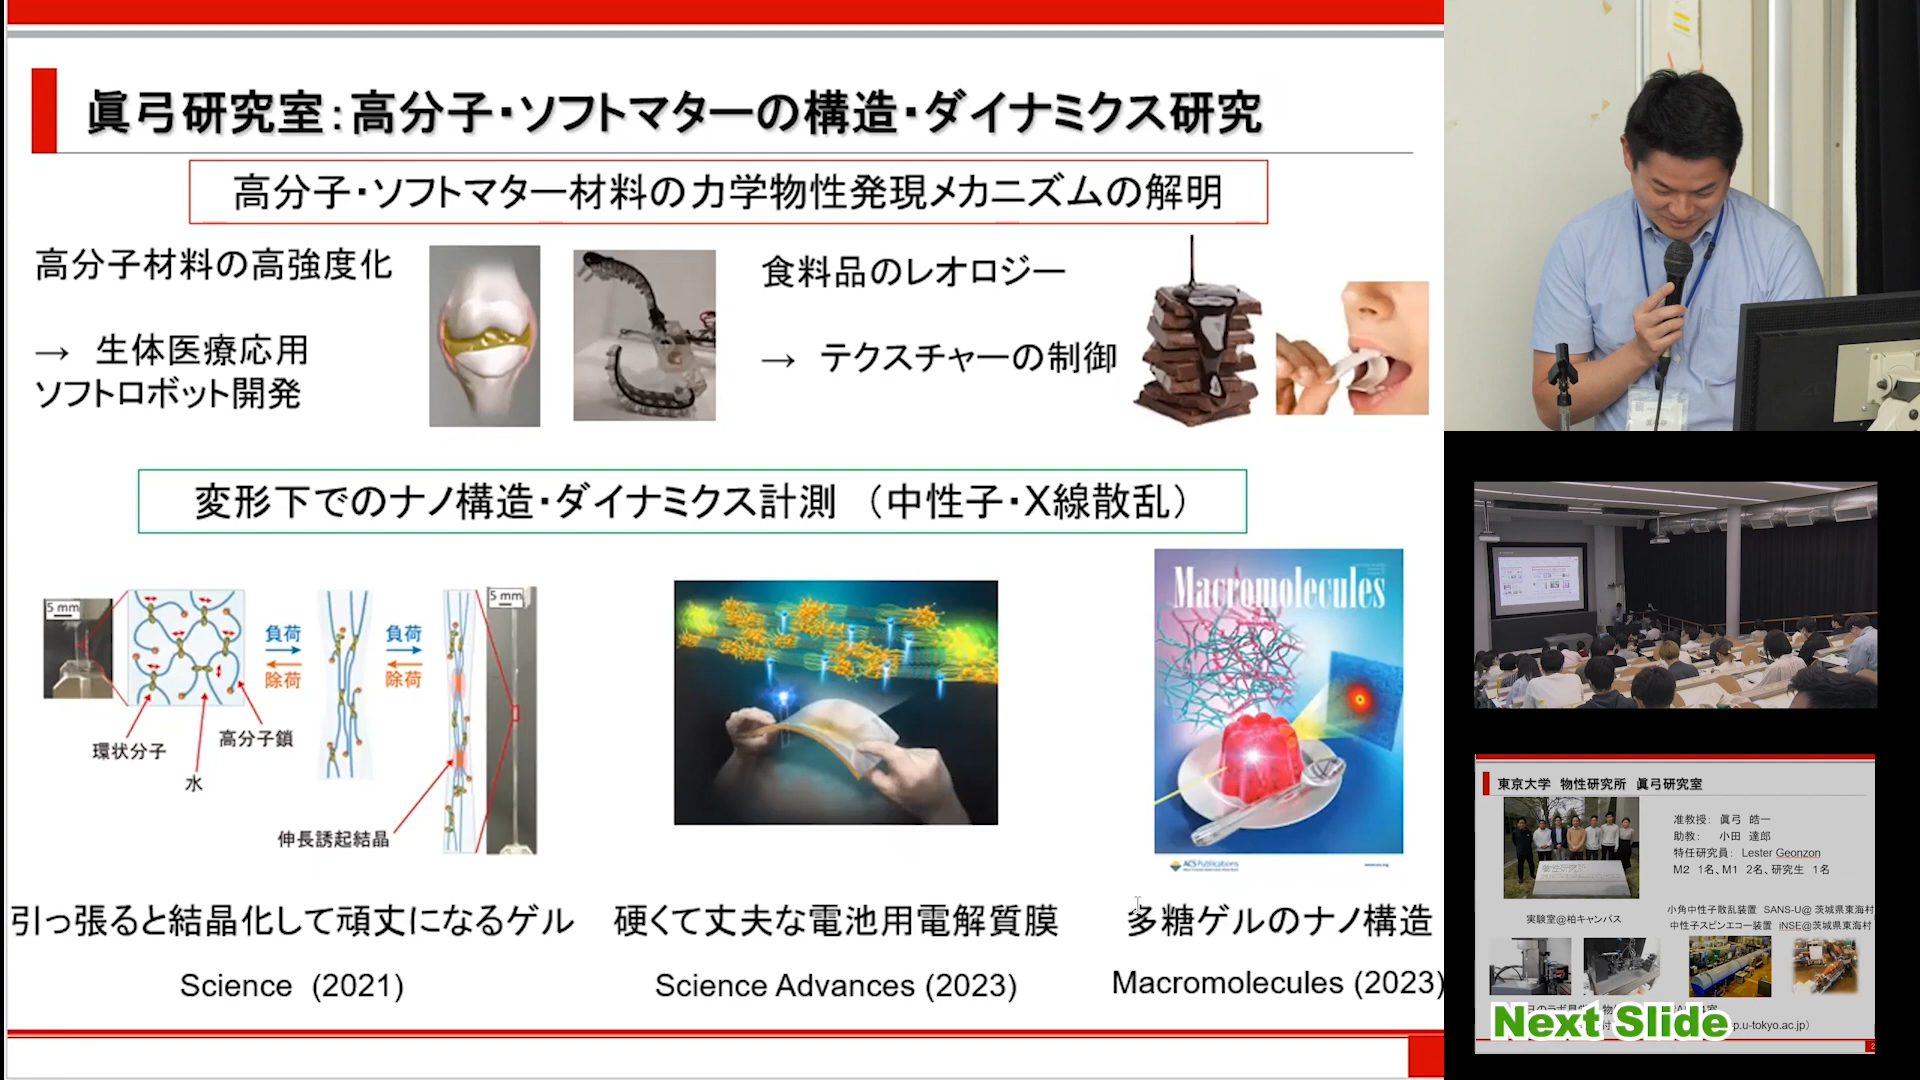 眞弓研究室：高分子・ソフトマターの構造・ダイナミクス研究
高分子・ソフトマター材料の力学物性発現メカニズムの解明
高分子材料の高強度化
→ 生体医療応用
ソフトロボット開発
食料品のレオロジー
→ テクスチャーの制御
変形下でのナノ構造・ダイナミクス計測 （中性子・X線散乱）
5 mm
負荷
除荷
負荷
除荷
5 mm
環状分子
水
高分子鎖
伸長誘起結晶
Macromolecules
ACS Publications
引っ張ると結晶化して頑丈になるゲル
Science (2021)
硬くて丈夫な電池用電解質膜
Science Advances (2023)
多糖ゲルのナノ構造
Macromolecules (2023)
東京大学 物性研究所 眞弓研究室
准教授： 眞弓 皓一
助教： 小田 達郎
特任研究員： Lester Geonzon
M2 1名、M1 2名、研究生 1名
実験室@柏キャンパス
小角中性子散乱装置 SANS-U@ 茨城県東海村
中性子スピンエコー装置 iNSE@茨城県東海村
p.u-tokyo.ac.jp）
Next Slide